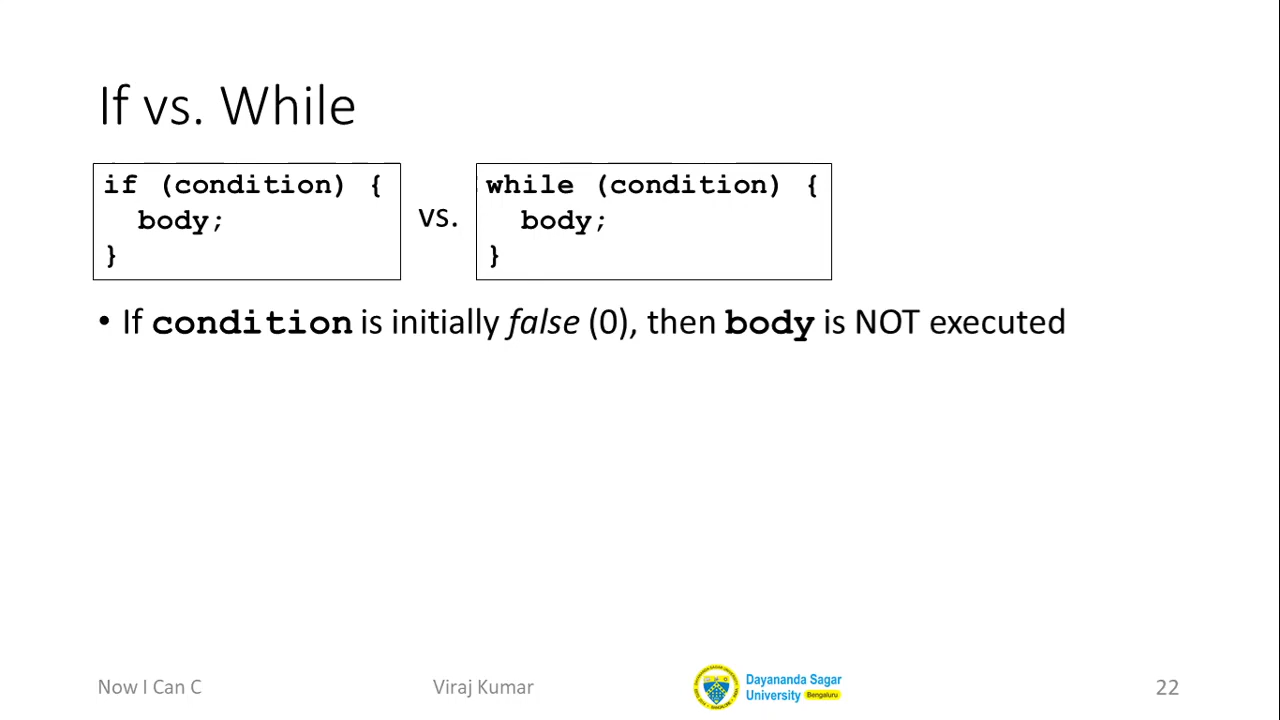 If vs. While
if (condition) {
body;
}
vs.
while (condition) {
body;
}
• If condition is initially false (0), then body is NOT executed
Now I Can C
Viraj Kumar
Dayananda Sagar
University Bengaluru
22